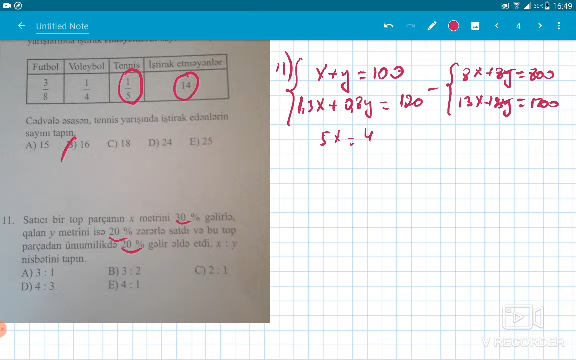 16:49
Untitled Note
4
yarışlarında iştirak etməyənlər
Futbol Voleybol Tennis İştirak etməyənlər
3/8 1/4 1/5 14
Cədvələ əsasən, tennis yarışında iştirak edənlərin
sayını tapın.
A) 15 B) 16 C) 18 D) 24 E) 25
11. Satıcı bir top parçanın x metrini 30 % gəlirlə,
qalan y metrini isə 20 % zərərlə satdı və bu top
parçadan ümumilikdə 20 % gəlir əldə etdi. x : y
nisbətini tapın.
A) 3 : 1 B) 3 : 2 C) 2 : 1
D) 4 : 3 E) 4 : 1
11) x+y=100
1,3x+0,8y=120
8x+8y=800
13x+8y=1200
5x=4
V RECORDER